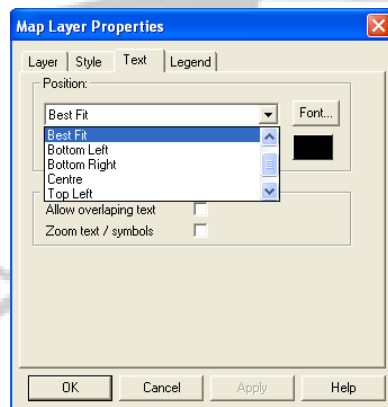 Map Layer Properties
Layer Style Text Legend
Position:
Best Fit Font...
Best Fit
Bottom Left
Bottom Right
Centre
Top Left
Allow overlaping text
Zoom text / symbols
OK Cancel Apply Help